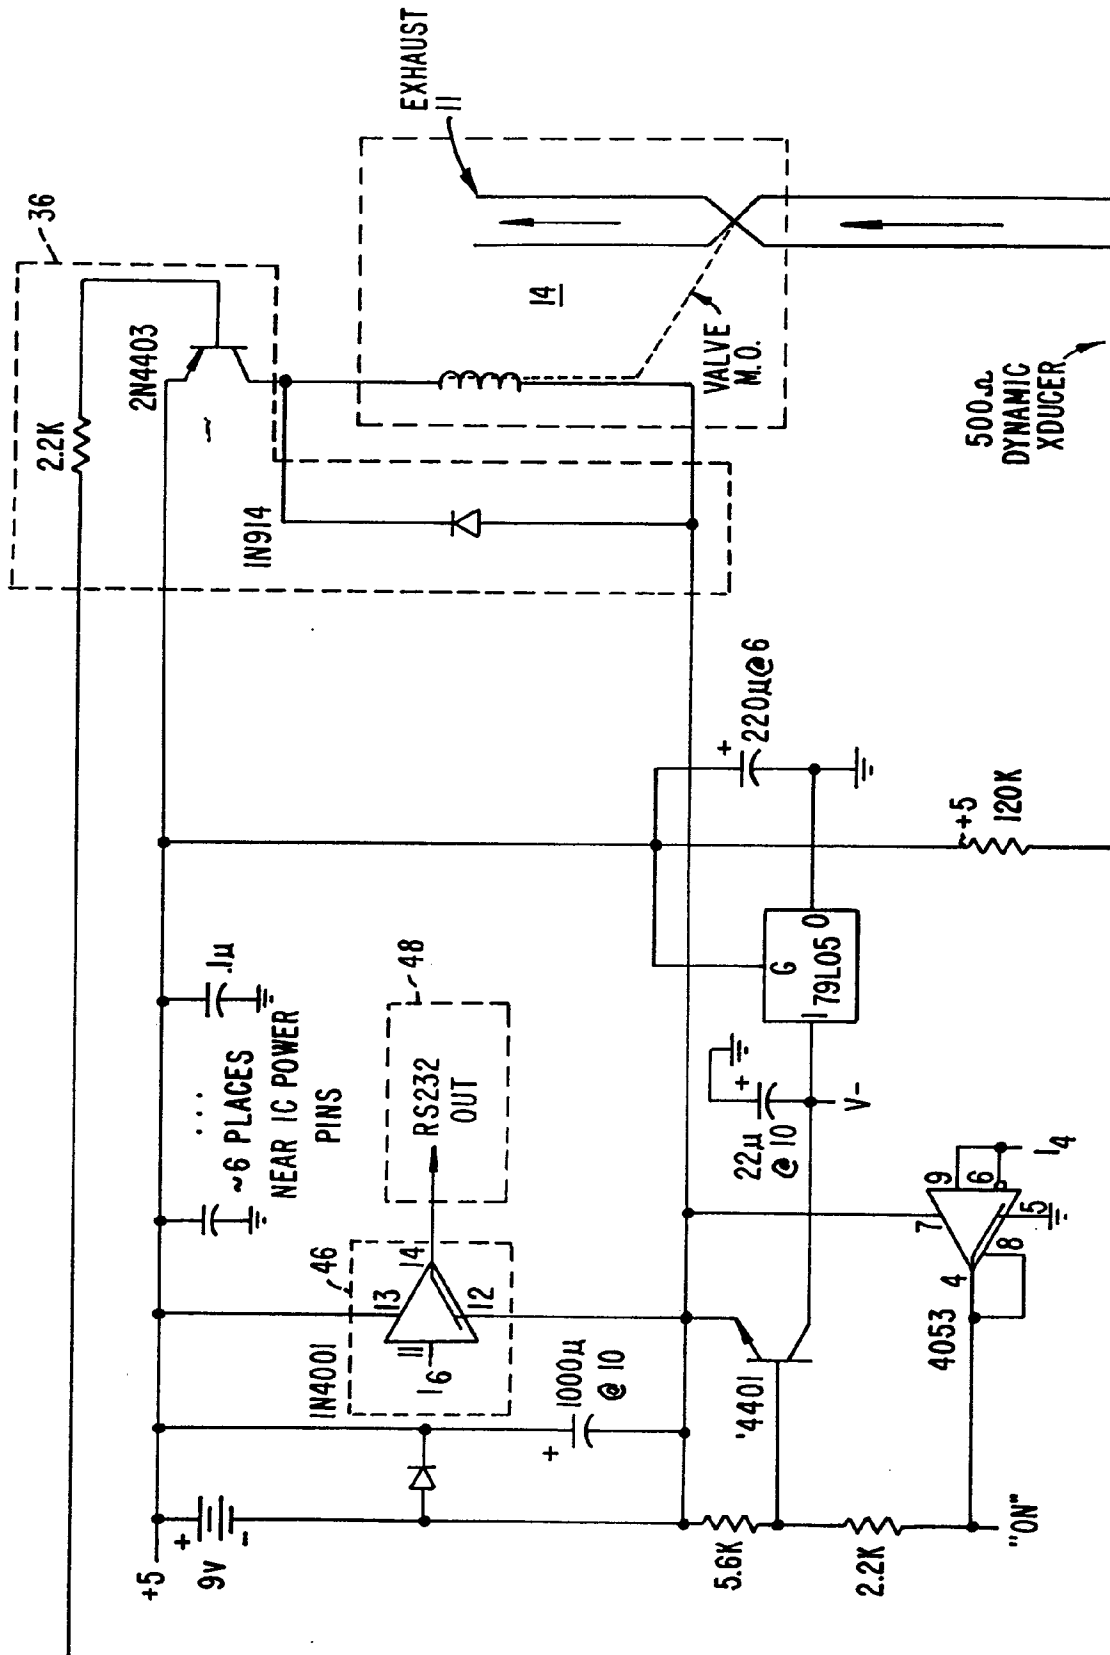 36
2.2K
2N4403
1N914
EXHAUST
11
14
VALVE
M.O.
500Ω
DYNAMIC
XDUCER
+5
9V
+
-
.1µ
...
~6 PLACES
NEAR IC POWER
PINS
48
RS232
OUT
46
1N4001
13
14
11
12
I6
1000µ
@ 10
+
220µ@6
+
+5
120K
G
I
O
79L05
22µ
@ 10
+
V-
'4401
5.6K
2.2K
"ON"
4053
7
9
6
5
8
4
I4